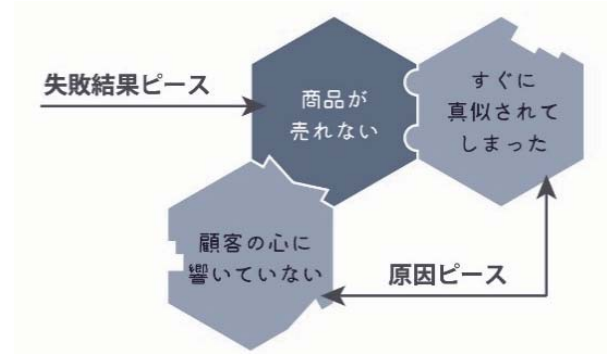 失敗結果ピース
商品が
売れない
すぐに
真似されて
しまった
顧客の心に
響いていない
原因ピース